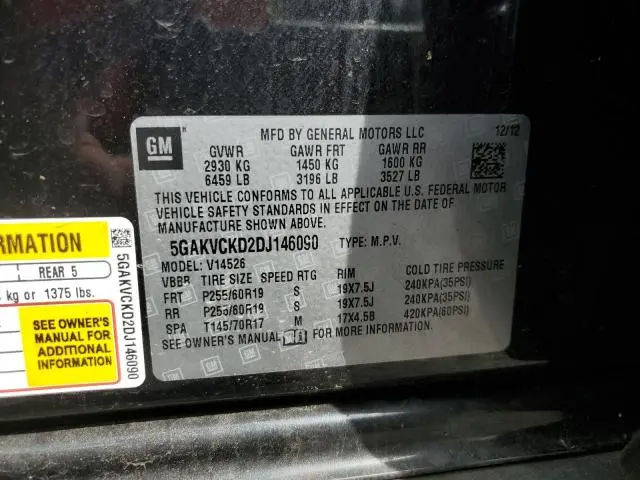 GM
MFD BY GENERAL MOTORS LLC 12/12
GVWR GAWR FRT GAWR RR
2930 KG 1450 KG 1600 KG
6459 LB 3196 LB 3527 LB
THIS VEHICLE CONFORMS TO ALL APPLICABLE U.S. FEDERAL MOTOR
VEHICLE SAFETY STANDARDS IN EFFECT ON THE DATE OF
MANUFACTURE SHOWN ABOVE.
5GAKVCKD2DJ146090 TYPE: M.P.V.
MODEL: V14526
VBBR TIRE SIZE SPEED RTG RIM COLD TIRE PRESSURE
FRT P255/60R19 S 19X7.5J 240KPA(35PSI)
RR P255/60R19 S 19X7.5J 240KPA(35PSI)
SPA T145/70R17 M 17X4.5B 420KPA(60PSI)
SEE OWNER'S MANUAL FOR MORE INFORMATION.
RMATION
REAR 5
kg or 1375 lbs.
SEE OWNER'S
MANUAL FOR
ADDITIONAL
INFORMATION
5GAKVCKD2DJ146090